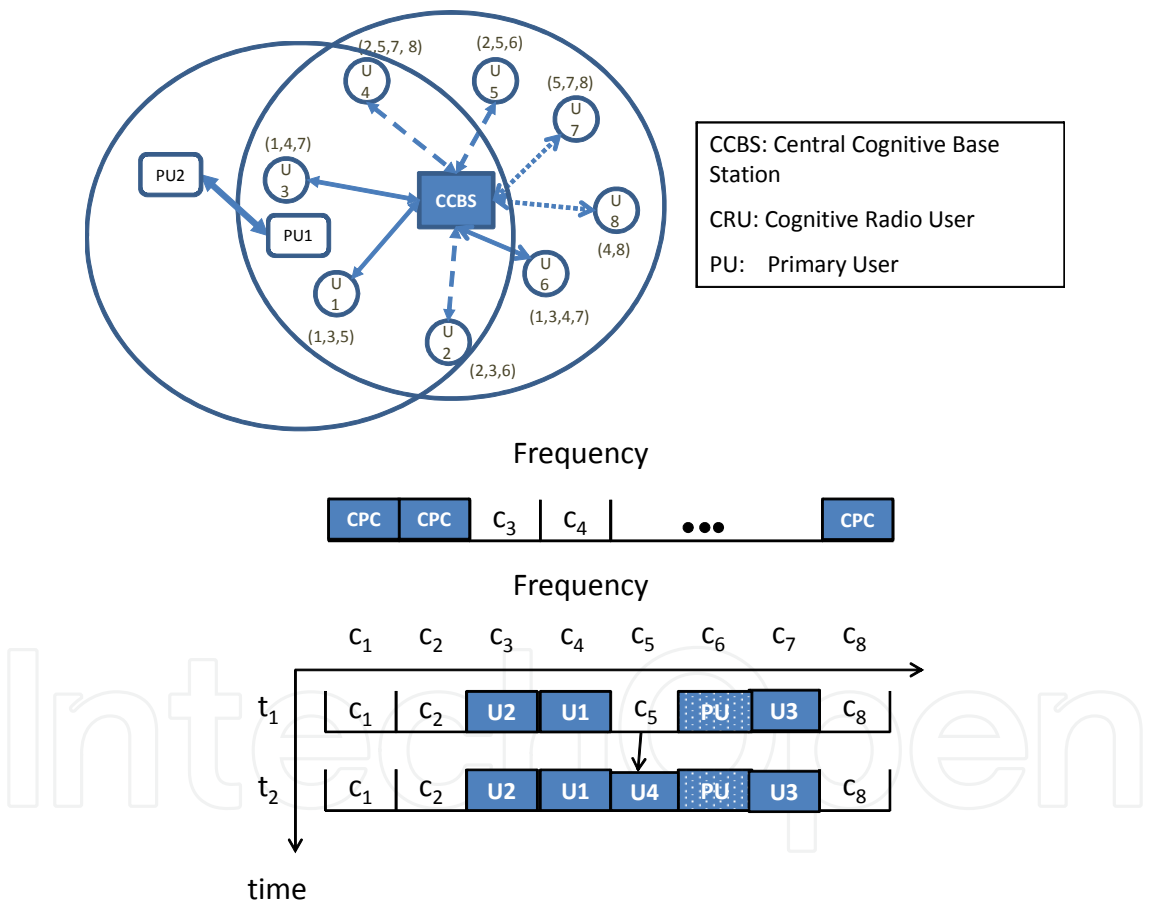 (2,5,7, 8)
(2,5,6)
U
4
U
5
(5,7,8)
U
7
CCBS: Central Cognitive Base
Station
CRU: Cognitive Radio User
PU: Primary User
(1,4,7)
U
3
PU2
PU1
CCBS
U
8
(4,8)
U
6
U
1
(1,3,4,7)
(1,3,5)
U
2
(2,3,6)
Frequency
CPC CPC c3 c4 ••• CPC
Frequency
c1 c2 c3 c4 c5 c6 c7 c8
t1 c1 c2 U2 U1 c5 PU U3 c8
t2 c1 c2 U2 U1 U4 PU U3 c8
time
IntechOpen